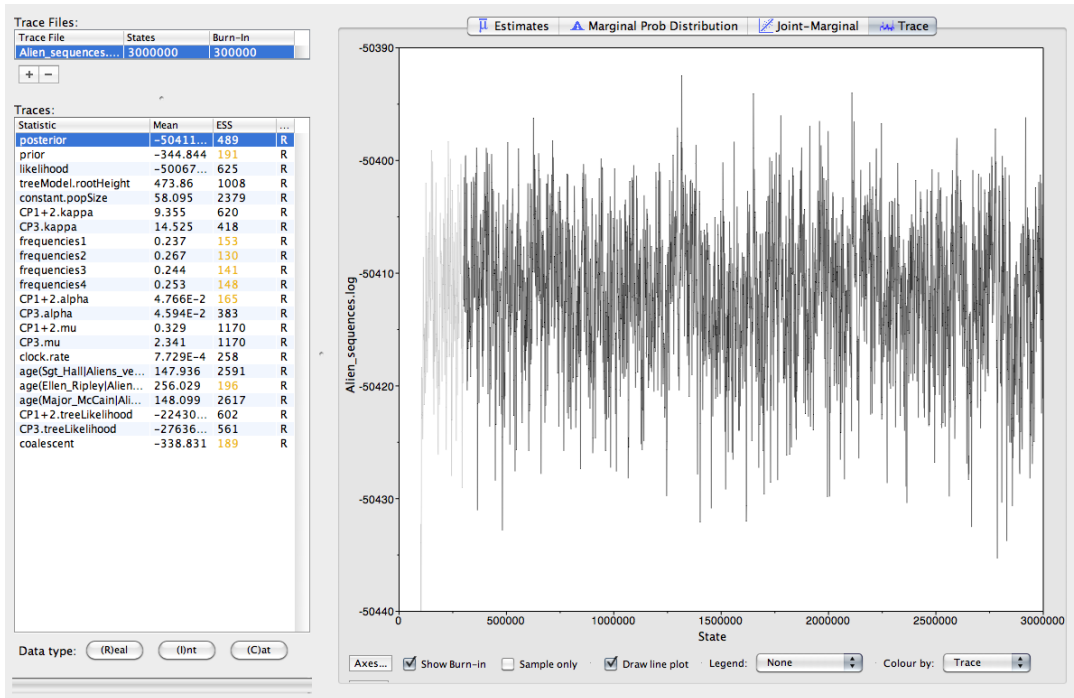 Trace Files:
Trace File States Burn-In
Alien_sequences.... 3000000 300000
+ −
Traces:
Statistic Mean ESS ...
posterior -50411... 489 R
prior -344.844 191 R
likelihood -50067... 625 R
treeModel.rootHeight 473.86 1008 R
constant.popSize 58.095 2379 R
CP1+2.kappa 9.355 620 R
CP3.kappa 14.525 418 R
frequencies1 0.237 153 R
frequencies2 0.267 130 R
frequencies3 0.244 141 R
frequencies4 0.253 148 R
CP1+2.alpha 4.766E-2 165 R
CP3.alpha 4.594E-2 383 R
CP1+2.mu 0.329 1170 R
CP3.mu 2.341 1170 R
clock.rate 7.729E-4 258 R
age(Sgt_Hall|Aliens_ve... 147.936 2591 R
age(Ellen_Ripley|Alien... 256.029 196 R
age(Major_McCain|Ali... 148.099 2617 R
CP1+2.treeLikelihood -22430... 602 R
CP3.treeLikelihood -27636... 561 R
coalescent -338.831 189 R
Data type: (R)eal (I)nt (C)at
Estimates Marginal Prob Distribution Joint-Marginal Trace
-50390
-50400
-50410
-50420
-50430
-50440
Alien_sequences.log
0 500000 1000000 1500000 2000000 2500000 3000000
State
Axes... Show Burn-in Sample only Draw line plot Legend: None Colour by: Trace